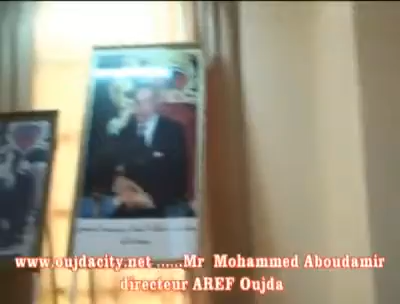 www.oujdacity.net ......Mr Mohammed Aboudamir
directeur AREF Oujda